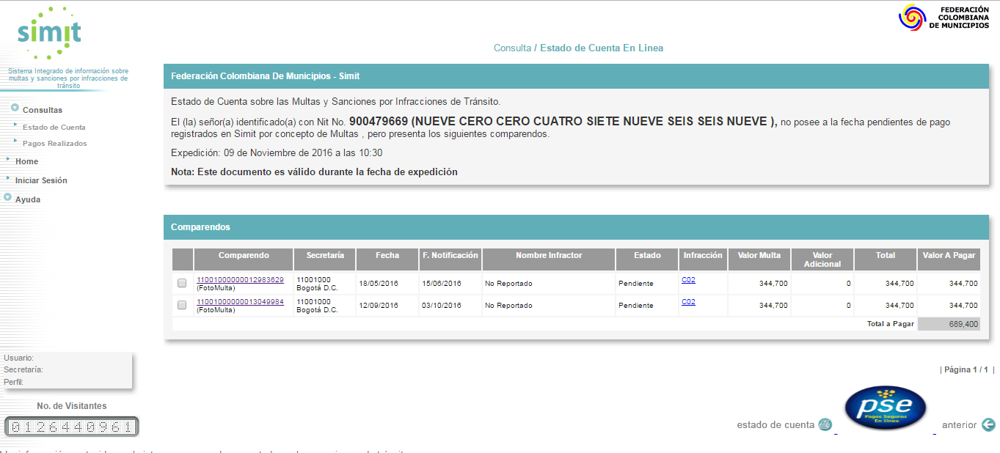 simit
Sistema Integrado de información sobre
multas y sanciones por infracciones de
tránsito
Consultas
Estado de Cuenta
Pagos Realizados
Home
Iniciar Sesión
Ayuda
Usuario:
Secretaría:
Perfil:
No. de Visitantes
0126440961
FEDERACIÓN
COLOMBIANA
DE MUNICIPIOS
Consulta / Estado de Cuenta En Linea
Federación Colombiana De Municipios - Simit
Estado de Cuenta sobre las Multas y Sanciones por Infracciones de Tránsito.
El (la) señor(a) identificado(a) con Nit No. 900479669 (NUEVE CERO CERO CUATRO SIETE NUEVE SEIS SEIS NUEVE ), no posee a la fecha pendientes de pago
registrados en Simit por concepto de Multas , pero presenta los siguientes comparendos.
Expedición: 09 de Noviembre de 2016 a las 10:30
Nota: Este documento es válido durante la fecha de expedición
Comparendos
Comparendo Secretaría Fecha F. Notificación Nombre Infractor Estado Infracción Valor Multa Valor Adicional Total Valor A Pagar
11001000000012983629 11001000 18/05/2016 15/06/2016 No Reportado Pendiente C02 344,700 0 344,700 344,700
(FotoMulta) Bogotá D.C.
11001000000013049984 11001000 12/09/2016 03/10/2016 No Reportado Pendiente C02 344,700 0 344,700 344,700
(FotoMulta) Bogotá D.C.
Total a Pagar 689,400
| Página 1 / 1 |
estado de cuenta
pse
Pagos Seguros
En línea
anterior